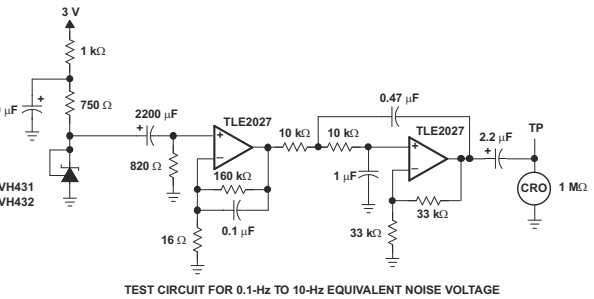 3 V
1 kΩ
μF
+
750 Ω
VH431
VH432
2200 μF
+
820 Ω
TLE2027
+
−
160 kΩ
0.1 μF
16 Ω
10 kΩ
10 kΩ
0.47 μF
1 μF
TLE2027
+
−
33 kΩ
33 kΩ
2.2 μF
+
TP
CRO
1 MΩ
TEST CIRCUIT FOR 0.1-Hz TO 10-Hz EQUIVALENT NOISE VOLTAGE